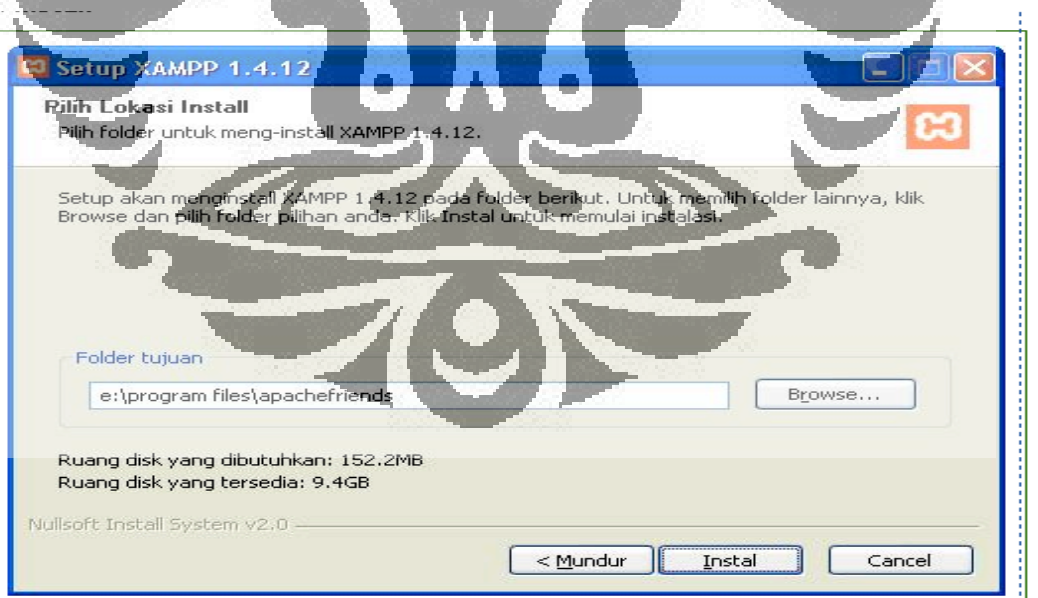 Setup XAMPP 1.4.12
Pilih Lokasi Install
Pilih folder untuk meng-install XAMPP 1.4.12.
Setup akan menginstall XAMPP 1.4.12 pada folder berikut. Untuk memilih folder lainnya, klik
Browse dan pilih folder pilihan anda. Klik Instal untuk memulai instalasi.
Folder tujuan
e:\program files\apachefriends
Browse...
Ruang disk yang dibutuhkan: 152.2MB
Ruang disk yang tersedia: 9.4GB
Nullsoft Install System v2.0
< Mundur
Instal
Cancel